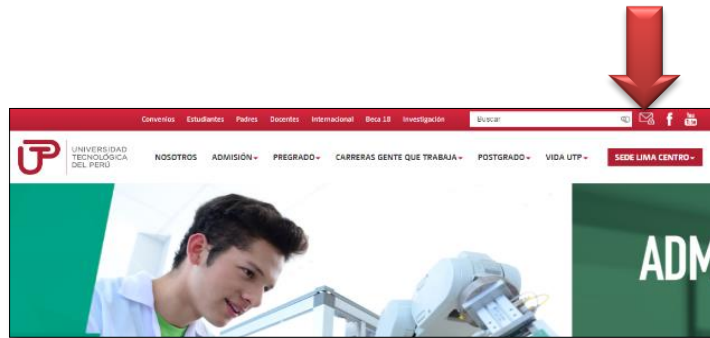 Convenios Estudiantes Padres Docentes Internacional Beca 18 Investigación Buscar
UTP UNIVERSIDAD
TECNOLÓGICA
DEL PERÚ
NOSOTROS ADMISIÓN PREGRADO CARRERAS GENTE QUE TRABAJA POSTGRADO VIDA UTP SEDE LIMA CENTRO
ADM